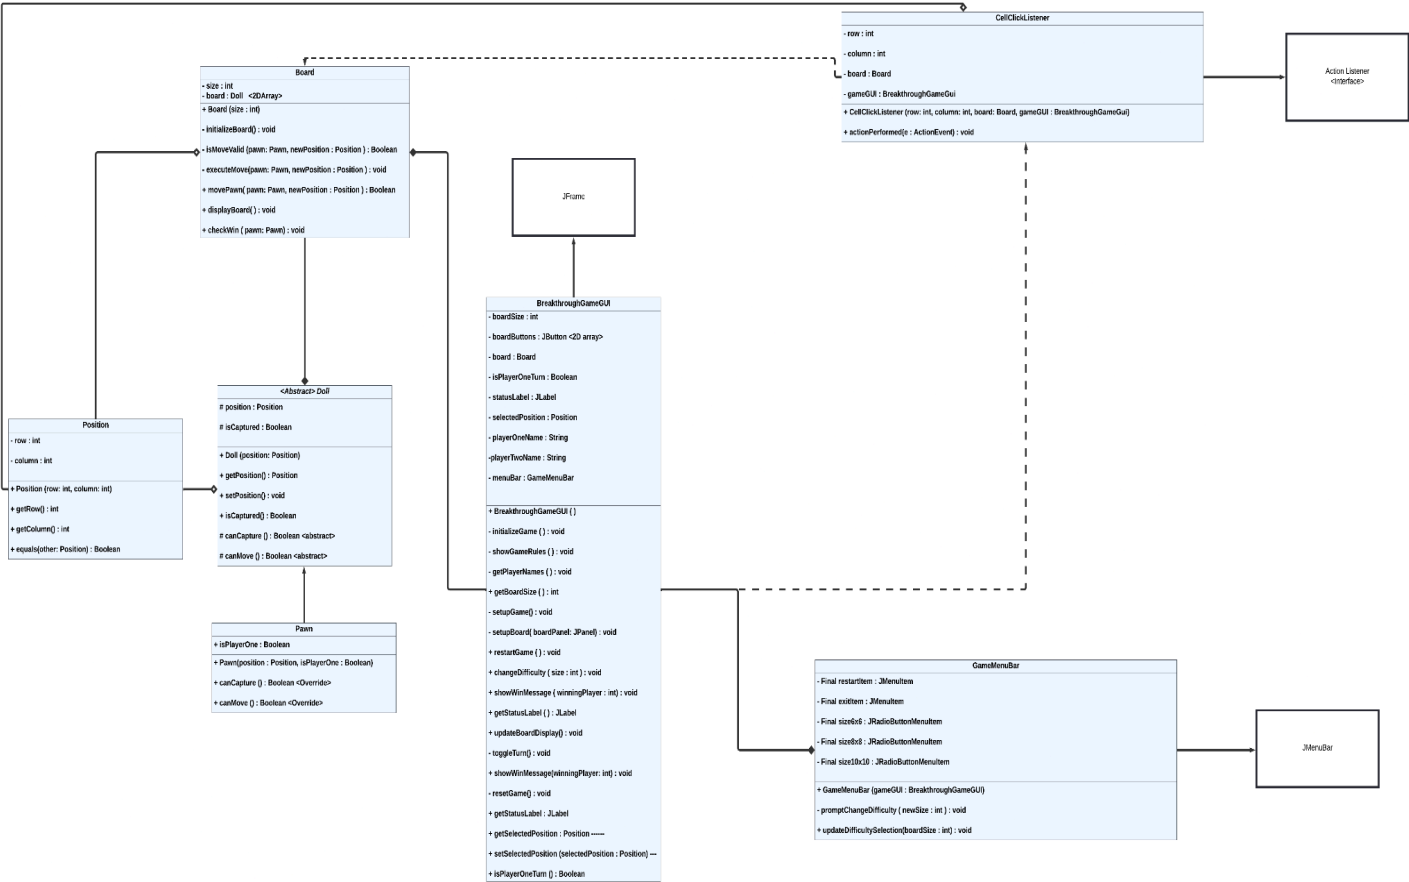 CellClickListener
- row : int
- column : int
- board : Board
- gameGUI : BreakthroughGameGui
+ CellClickListener (row: int, column: int, board: Board, gameGUI : BreakthroughGameGui)
+ actionPerformed(e : ActionEvent) : void
Action Listener
<Interface>
Board
- size : int
- board : Doll <2DArray>
+ Board (size : int)
- initializeBoard() : void
- isMoveValid (pawn: Pawn, newPosition : Position ) : Boolean
- executeMove(pawn: Pawn, newPosition : Position ) : void
+ movePawn( pawn: Pawn, newPosition : Position ) : Boolean
+ displayBoard( ) : void
+ checkWin ( pawn: Pawn) : void
JFrame
BreakthroughGameGUI
- boardSize : int
- boardButtons : JButton <2D array>
- board : Board
- isPlayerOneTurn : Boolean
- statusLabel : JLabel
- selectedPosition : Position
- playerOneName : String
-playerTwoName : String
- menuBar : GameMenuBar
+ BreakthroughGameGUI ( )
- initializeGame ( ) : void
- showGameRules ( ) : void
- getPlayerNames ( ) : void
+ getBoardSize ( ) : int
- setupGame() : void
- setupBoard( boardPanel: JPanel) : void
+ restartGame ( ) : void
+ changeDifficulty ( size : int ) : void
+ showWinMessage ( winningPlayer : int) : void
+ getStatusLabel ( ) : JLabel
+ updateBoardDisplay() : void
- toggleTurn() : void
+ showWinMessage(winningPlayer: int) : void
- resetGame() : void
+ getStatusLabel : JLabel
+ getSelectedPosition : Position ------
+ setSelectedPosition (selectedPosition : Position) ---
+ isPlayerOneTurn () : Boolean
<Abstract> Doll
# position : Position
# isCaptured : Boolean
+ Doll (position: Position)
+ getPosition() : Position
+ setPosition() : void
+ isCaptured() : Boolean
# canCapture () : Boolean <abstract>
# canMove () : Boolean <abstract>
Position
- row : int
- column : int
+ Position (row: int, column: int)
+ getRow() : int
+ getColumn() : int
+ equals(other: Position) : Boolean
Pawn
+ isPlayerOne : Boolean
+ Pawn(position : Position, isPlayerOne : Boolean)
+ canCapture () : Boolean <Override>
+ canMove () : Boolean <Override>
GameMenuBar
- Final restartItem : JMenuItem
- Final exitItem : JMenuItem
- Final size6x6 : JRadioButtonMenuItem
- Final size8x8 : JRadioButtonMenuItem
- Final size10x10 : JRadioButtonMenuItem
+ GameMenuBar (gameGUI : BreakthroughGameGUI)
- promptChangeDifficulty ( newSize : int ) : void
+ updateDifficultySelection(boardSize : int) : void
JMenuBar